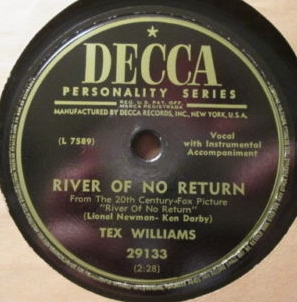 DECCA
PERSONALITY SERIES
REG. U.S. PAT. OFF.
MARCA REGISTRADA
MANUFACTURED BY DECCA RECORDS, INC., NEW YORK, U.S.A.
(L 7589)
Vocal
with Instrumental
Accompaniment
RIVER OF NO RETURN
From The 20th Century-Fox Picture
"River Of No Return"
(Lionel Newman- Ken Darby)
TEX WILLIAMS
29133
(2:28)